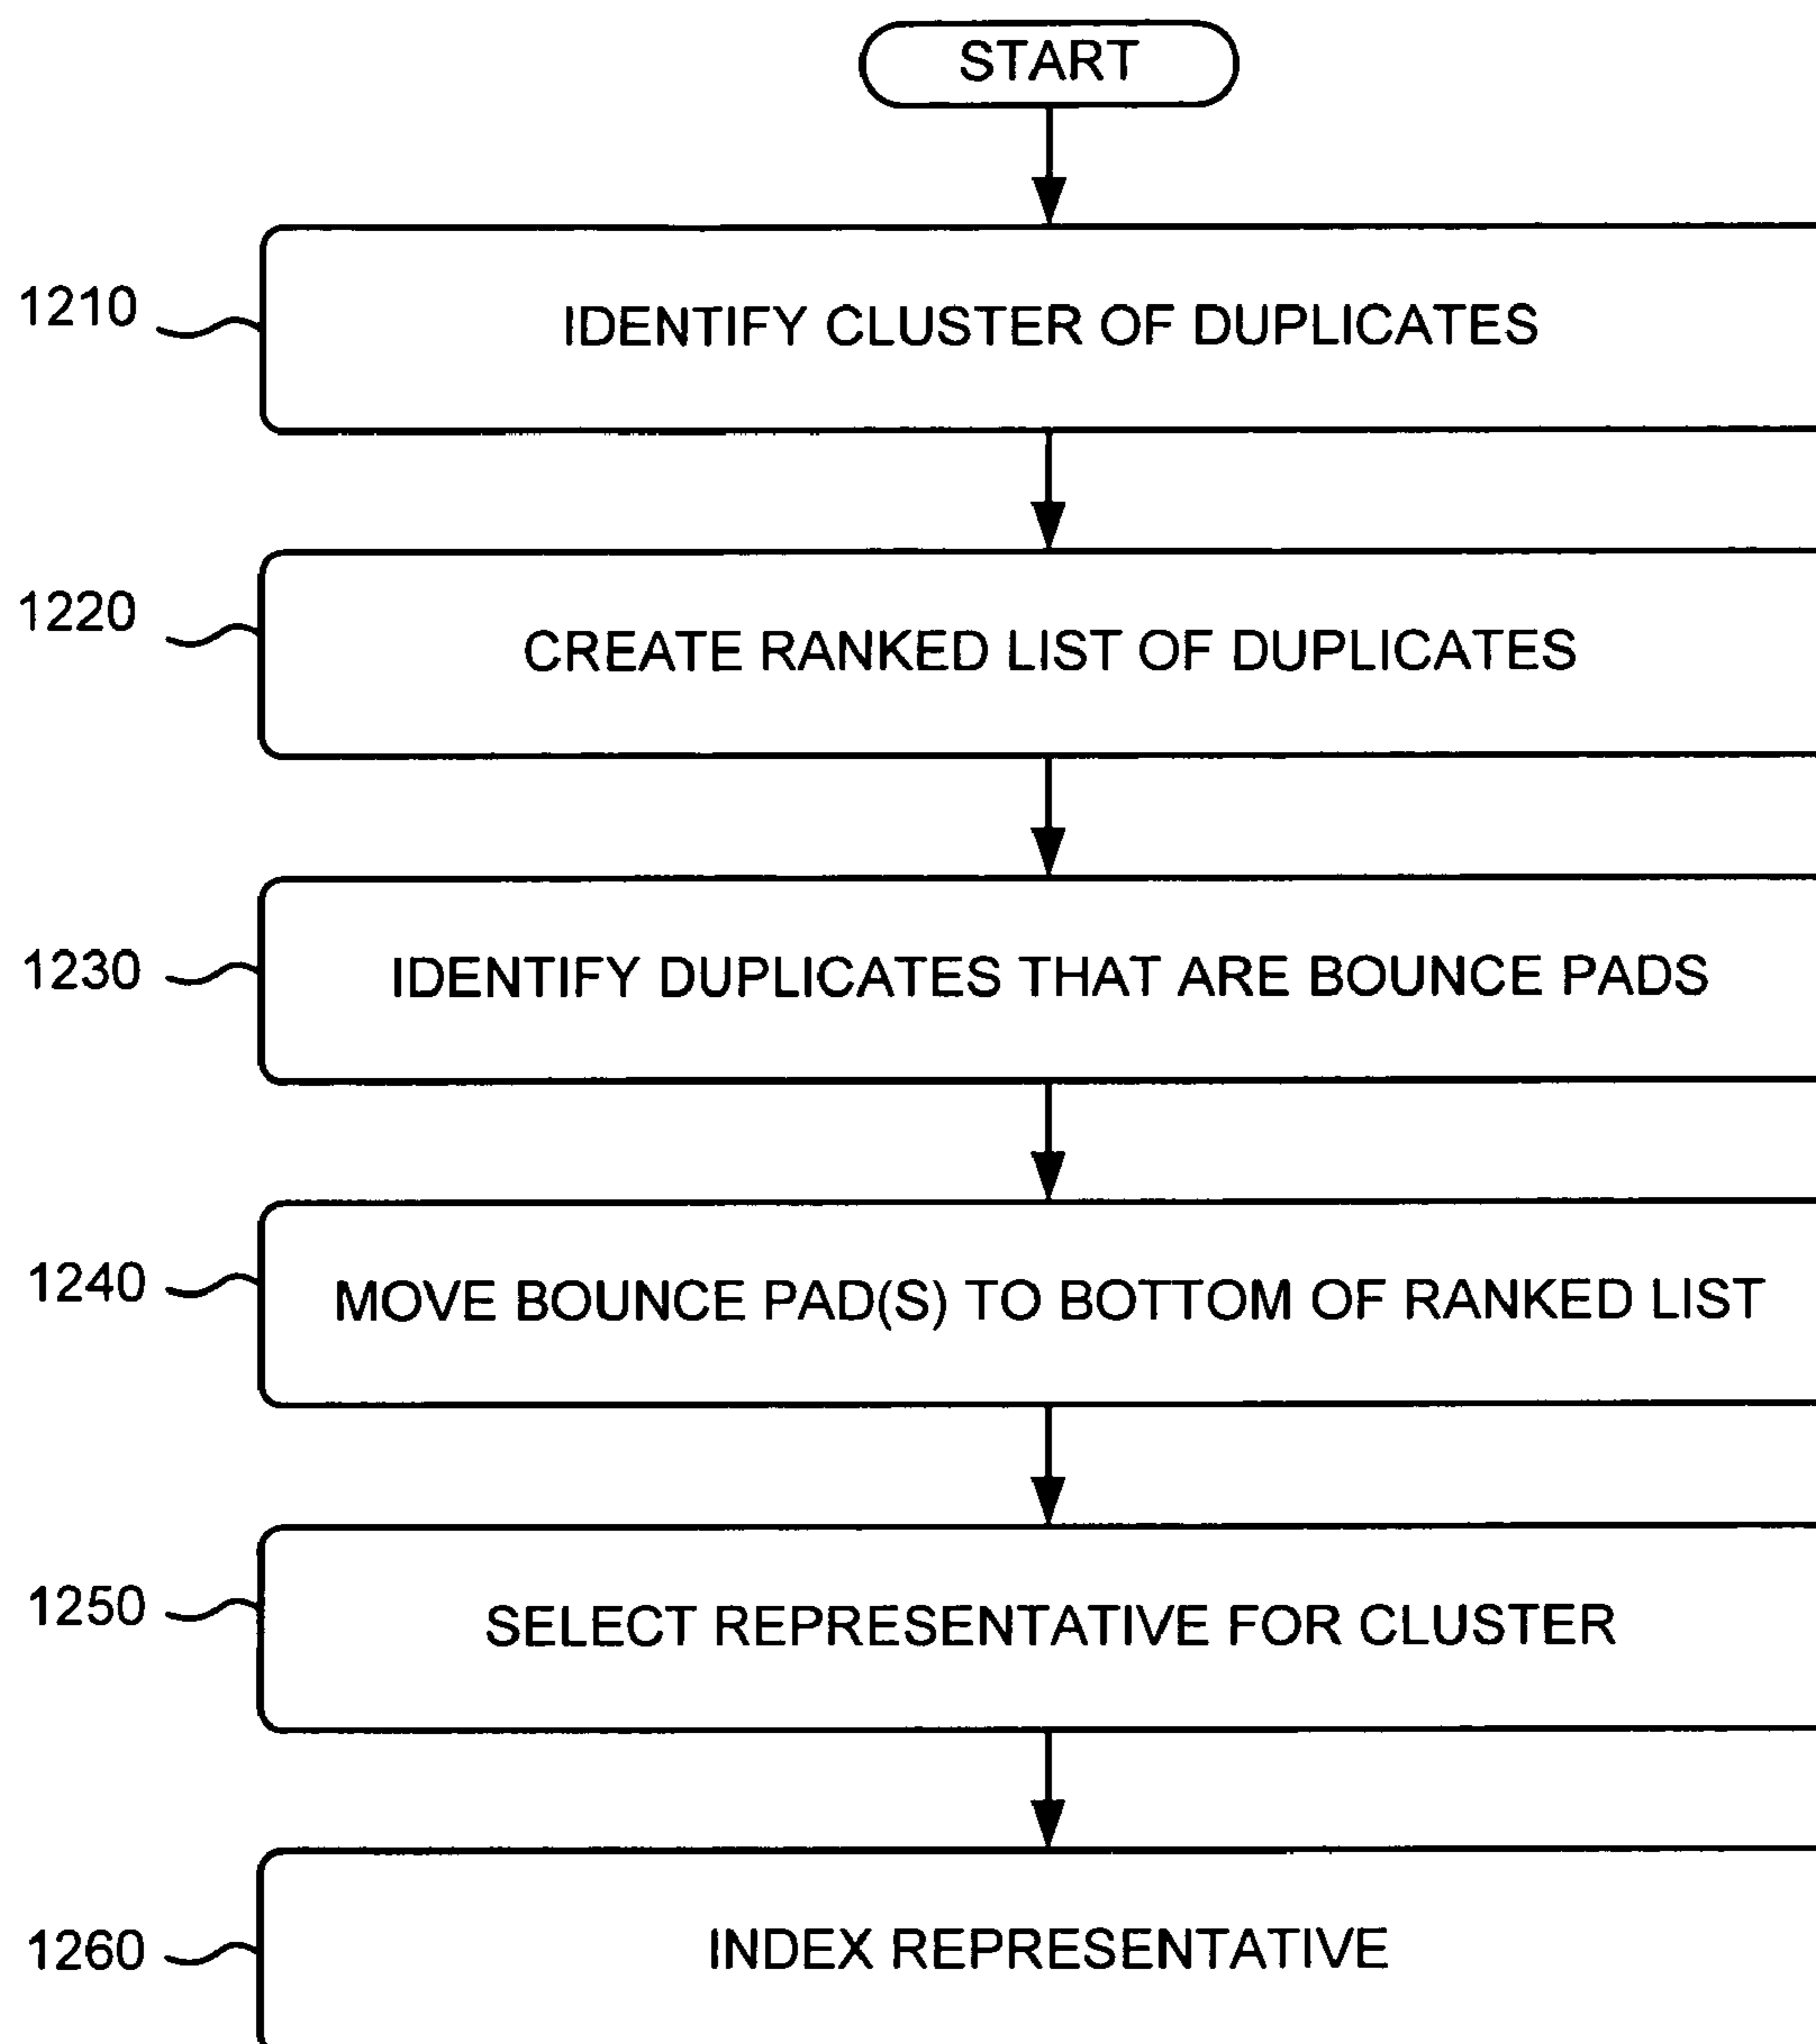 START
1210
IDENTIFY CLUSTER OF DUPLICATES
1220
CREATE RANKED LIST OF DUPLICATES
1230
IDENTIFY DUPLICATES THAT ARE BOUNCE PADS
1240
MOVE BOUNCE PAD(S) TO BOTTOM OF RANKED LIST
1250
SELECT REPRESENTATIVE FOR CLUSTER
1260
INDEX REPRESENTATIVE